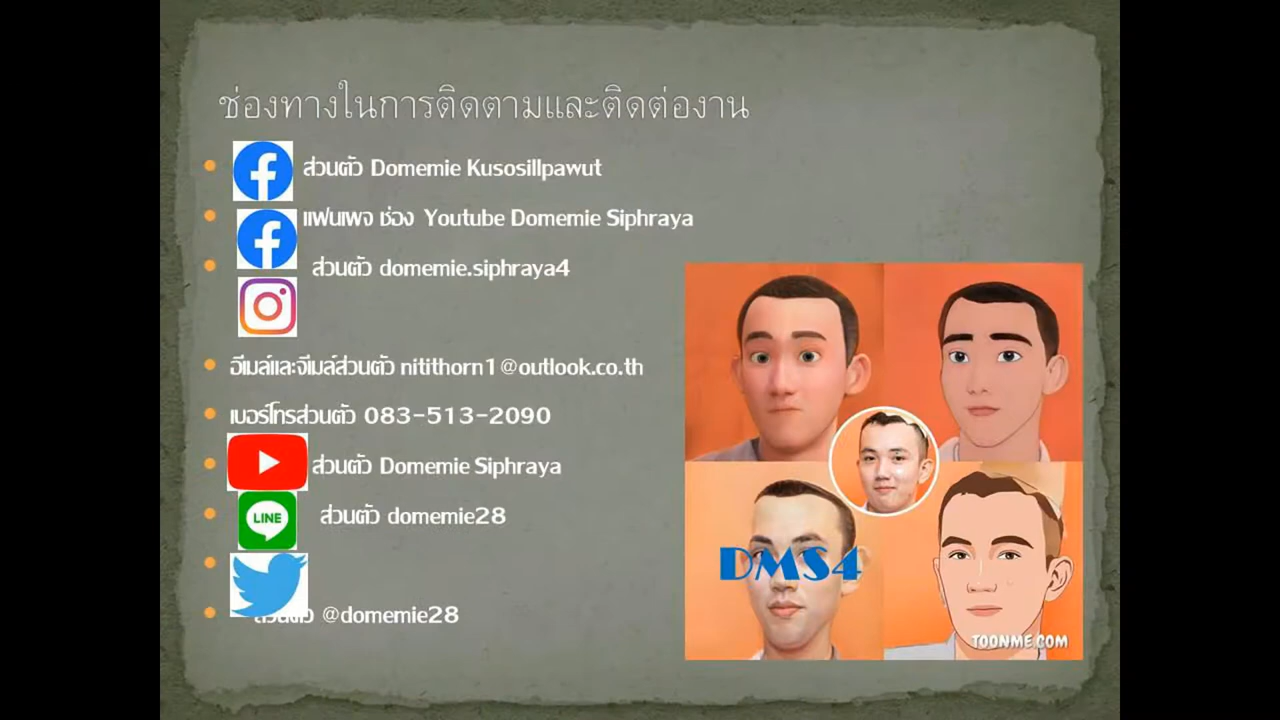 ช่องทางในการติดตามและติดต่องาน
ส่วนตัว Domemie Kusosillpawut
แฟนเพจ ช่อง Youtube Domemie Siphraya
ส่วนตัว domemie.siphraya4
อีเมล์และจีเมล์ส่วนตัว nitithorn1@outlook.co.th
เบอร์โทรส่วนตัว 083-513-2090
ส่วนตัว Domemie Siphraya
LINE
ส่วนตัว domemie28
ส่วนตัว @domemie28
DMS4
TOONME.COM